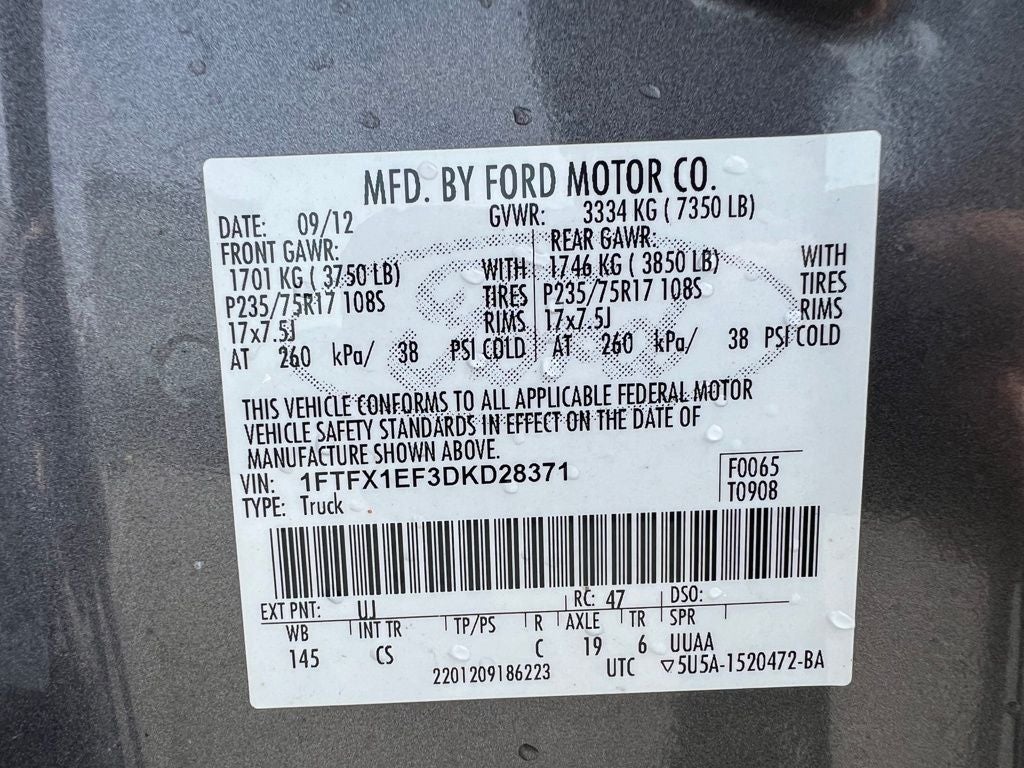 MFD. BY FORD MOTOR CO.
DATE: 09/12 GVWR: 3334 KG ( 7350 LB)
FRONT GAWR: REAR GAWR:
1701 KG ( 3750 LB) WITH 1746 KG ( 3850 LB) WITH
P235/75R17 108S TIRES P235/75R17 108S TIRES
17x7.5J RIMS 17x7.5J RIMS
AT 260 kPa/ 38 PSI COLD AT 260 kPa/ 38 PSI COLD
Ford
THIS VEHICLE CONFORMS TO ALL APPLICABLE FEDERAL MOTOR
VEHICLE SAFETY STANDARDS IN EFFECT ON THE DATE OF
MANUFACTURE SHOWN ABOVE.
VIN: 1FTFX1EF3DKD28371 F0065
TYPE: Truck T0908
EXT PNT: UJ RC: 47 DSO:
WB INT TR TP/PS R AXLE TR SPR
145 CS C 19 6 UUAA
2201209186223 UTC ▽5U5A-1520472-BA